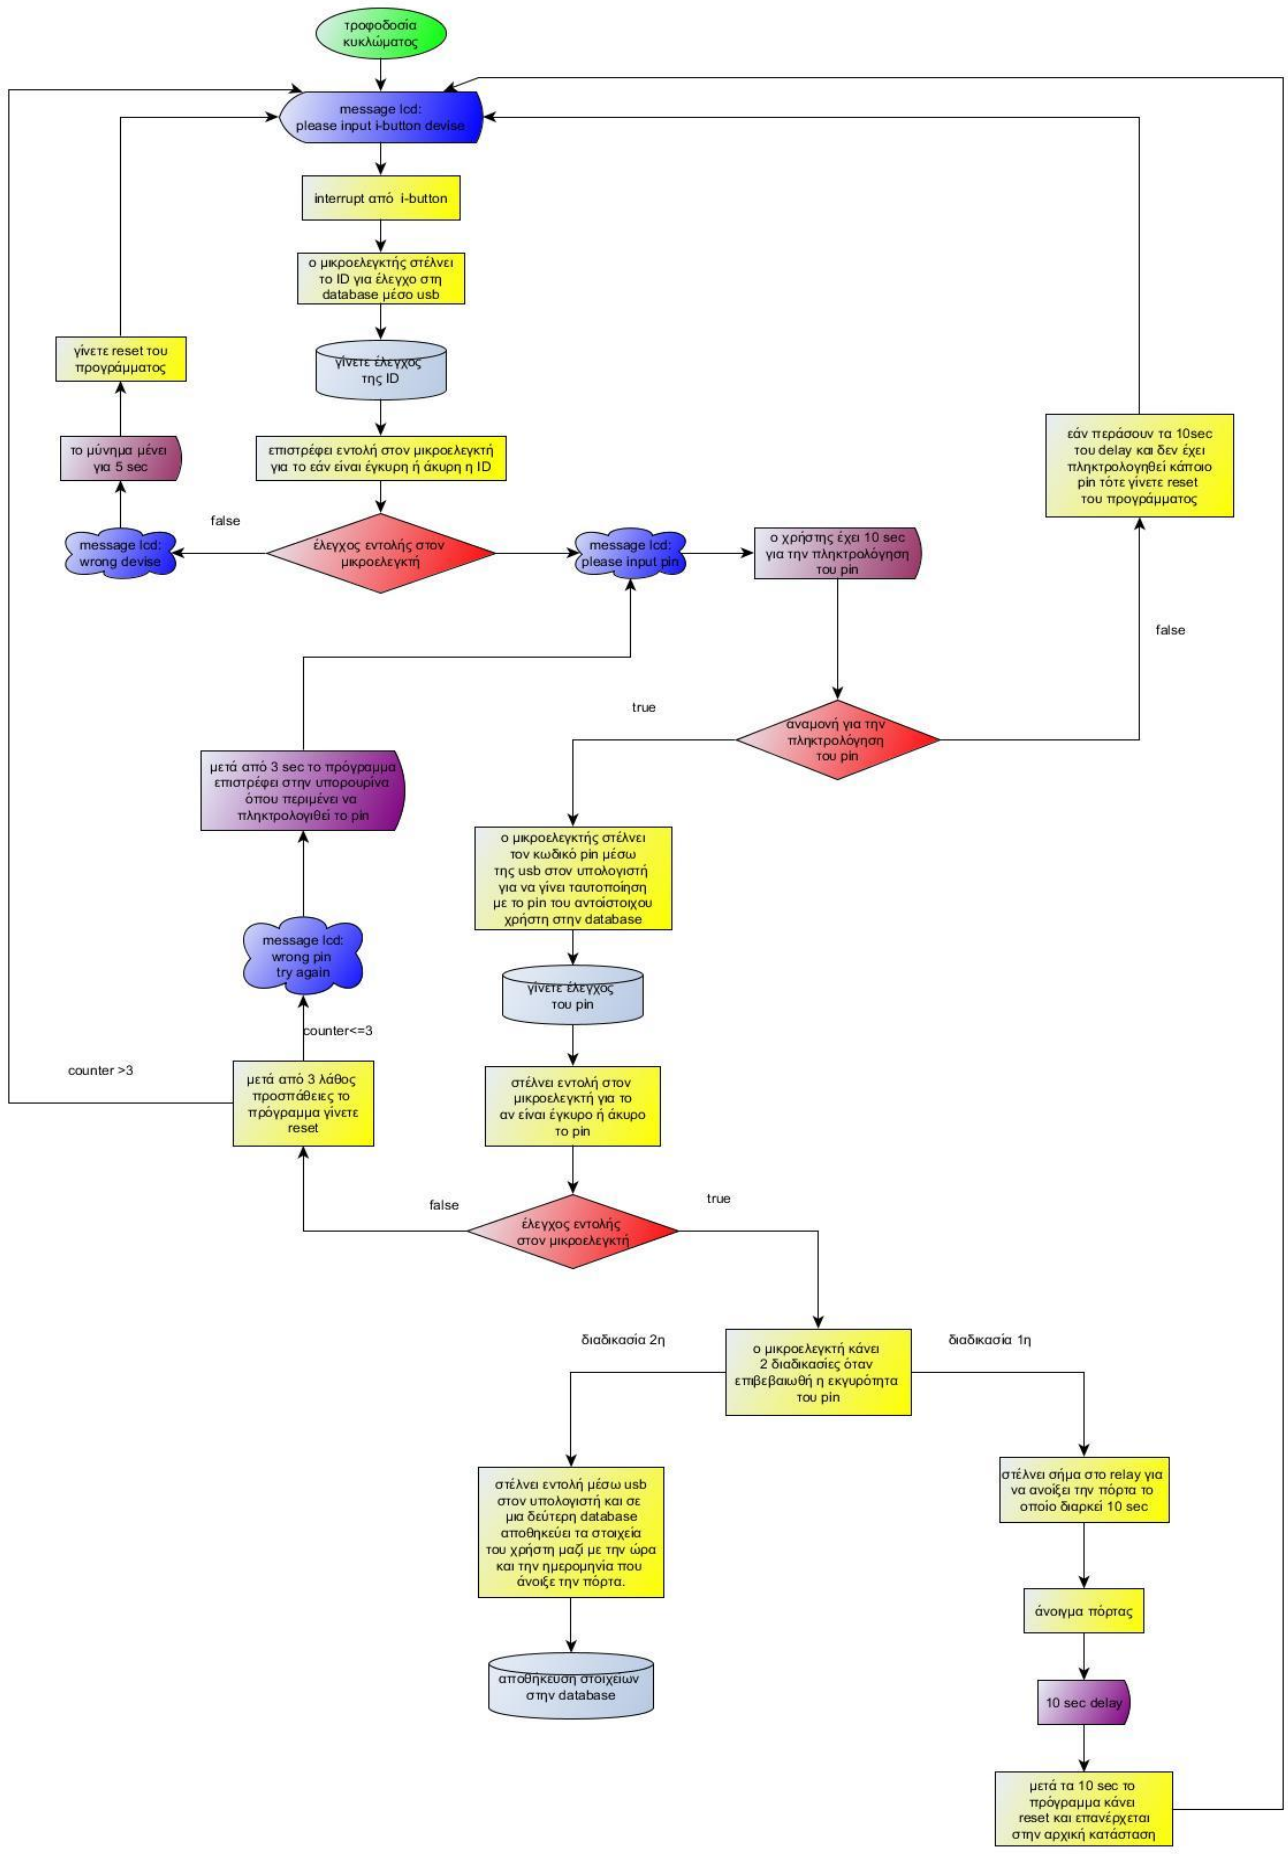 τροφοδοσία
κυκλώματος
message lcd:
please input i-button devise
interrupt από i-button
ο μικροελεγκτής στέλνει
το ID για έλεγχο στη
database μέσο usb
γίνετε έλεγχος
της ID
επιστρέφει εντολή στον μικροελεγκτή
για το εάν είναι έγκυρη ή άκυρη η ID
έλεγχος εντολής στον
μικροελεγκτή
false
message lcd:
wrong devise
το μύνημα μένει
για 5 sec
γίνετε reset του
προγράμματος
message lcd:
please input pin
ο χρήστης έχει 10 sec
για την πληκτρολόγηση
του pin
αναμονή για την
πληκτρολόγηση
του pin
false
εάν περάσουν τα 10sec
του delay και δεν έχει
πληκτρολογηθεί κάποιο
pin τότε γίνετε reset
του προγράμματος
true
ο μικροελεγκτής στέλνει
τον κωδικό pin μέσω
της usb στον υπολογιστή
για να γίνει ταυτοποίηση
με το pin του αντοίστοιχου
χρήστη στην database
γίνετε έλεγχος
του pin
στέλνει εντολή στον
μικροελεγκτή για το
αν είναι έγκυρο ή άκυρο
το pin
έλεγχος εντολής
στον μικροελεγκτή
false
μετά από 3 λάθος
προσπάθειες το
πρόγραμμα γίνετε
reset
counter >3
counter<=3
message lcd:
wrong pin
try again
μετά από 3 sec το πρόγραμμα
επιστρέφει στην υπορουρίνα
όπου περιμένει να
πληκτρολογιθεί το pin
true
ο μικροελεγκτή κάνει
2 διαδικασίες όταν
επιβεβαιωθή η εκγυρότητα
του pin
διαδικασία 2η
στέλνει εντολή μέσω usb
στον υπολογιστή και σε
μια δεύτερη database
αποθηκεύει τα στοιχεία
του χρήστη μαζί με την ώρα
και την ημερομηνία που
άνοιξε την πόρτα.
αποθήκευση στοιχείων
στην database
διαδικασία 1η
στέλνει σήμα στο relay για
να ανοίξει την πόρτα το
οποίο διαρκεί 10 sec
άνοιγμα πόρτας
10 sec delay
μετά τα 10 sec το
πρόγραμμα κάνει
reset και επανέρχεται
στην αρχική κατάσταση